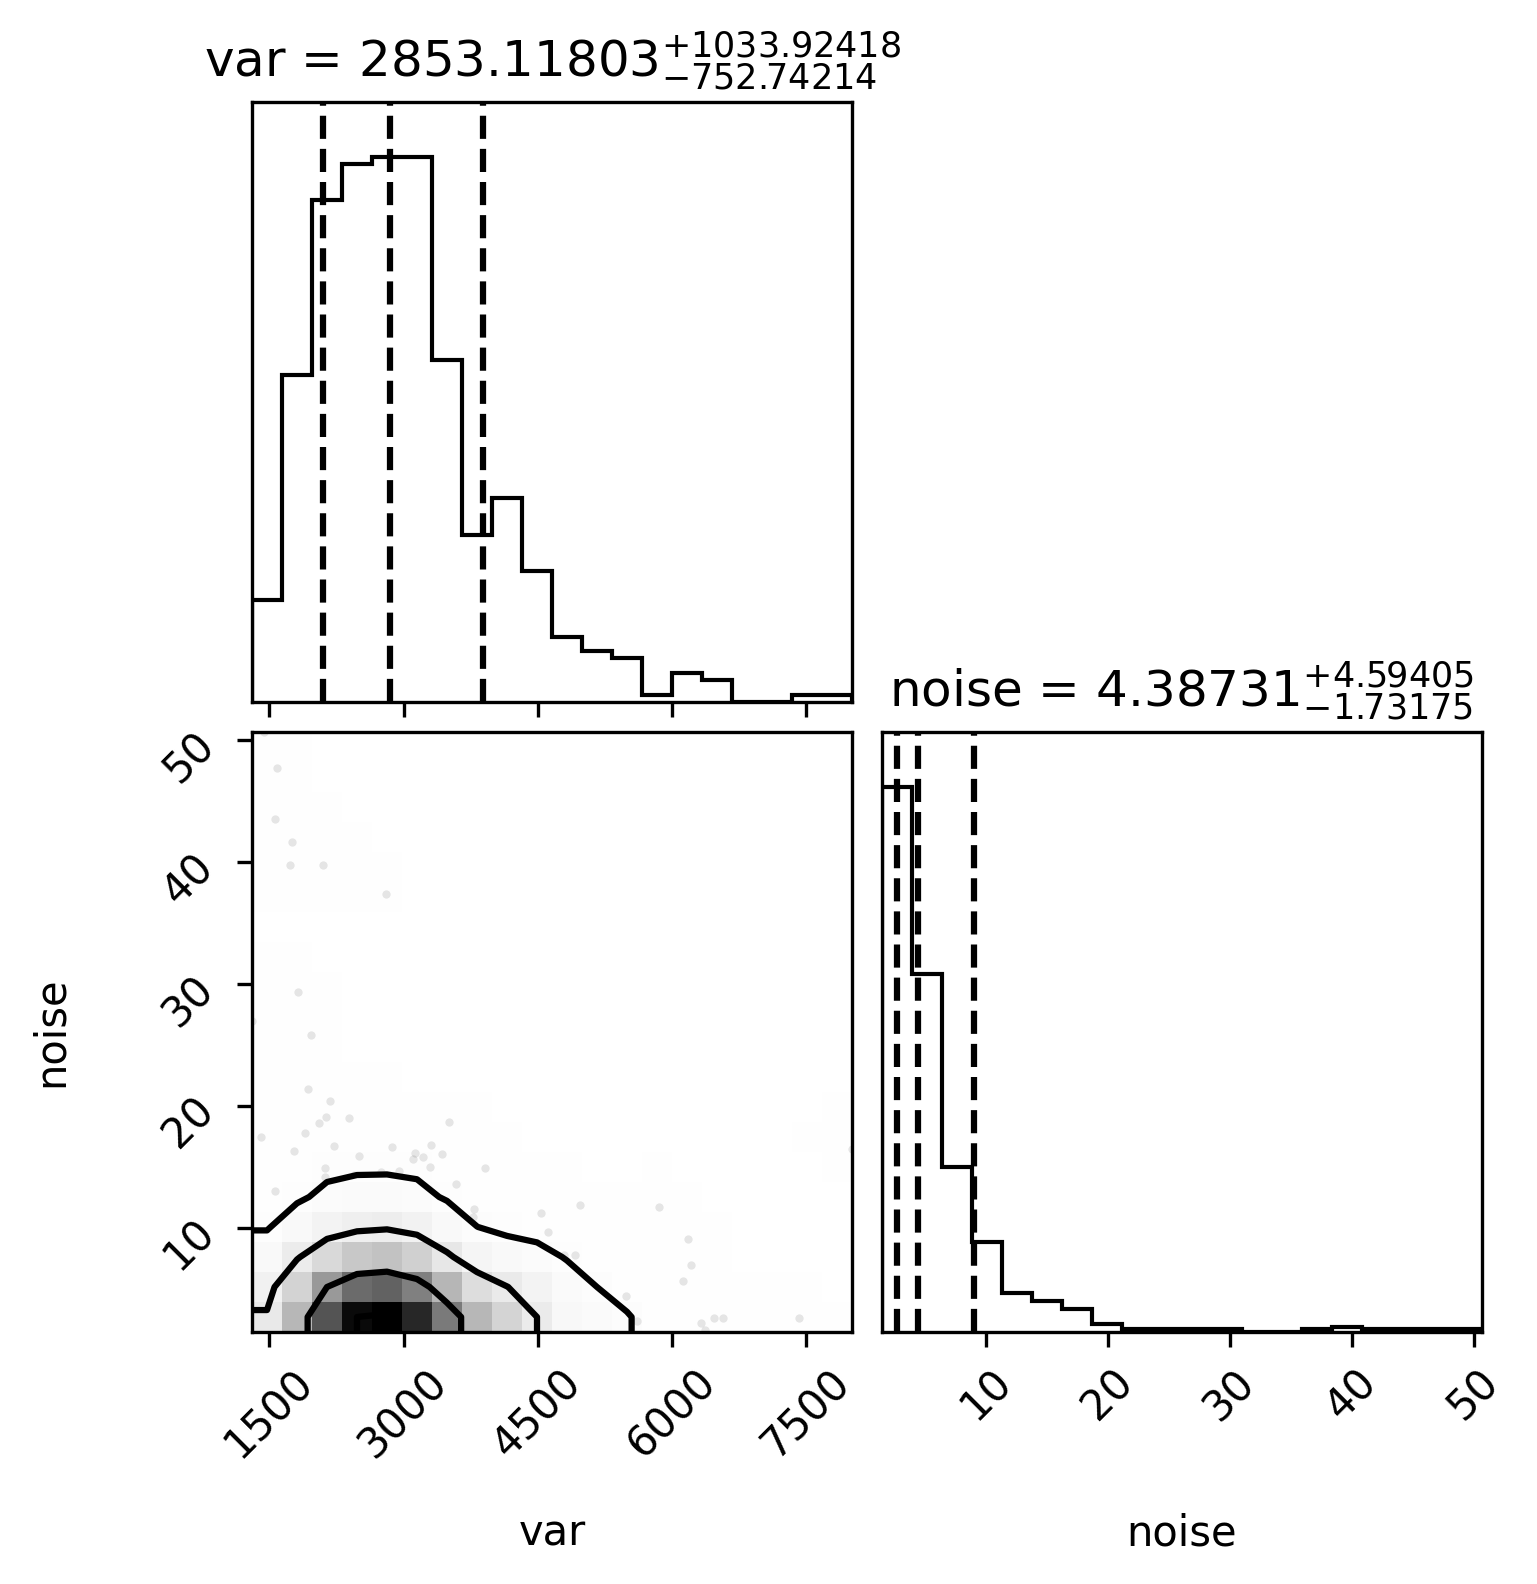 var = 2853.11803+1033.92418 −752.74214
noise = 4.38731+4.59405 −1.73175
50
40
30
20
10
noise
1500 3000 4500 6000 7500
10 20 30 40 50
var
noise